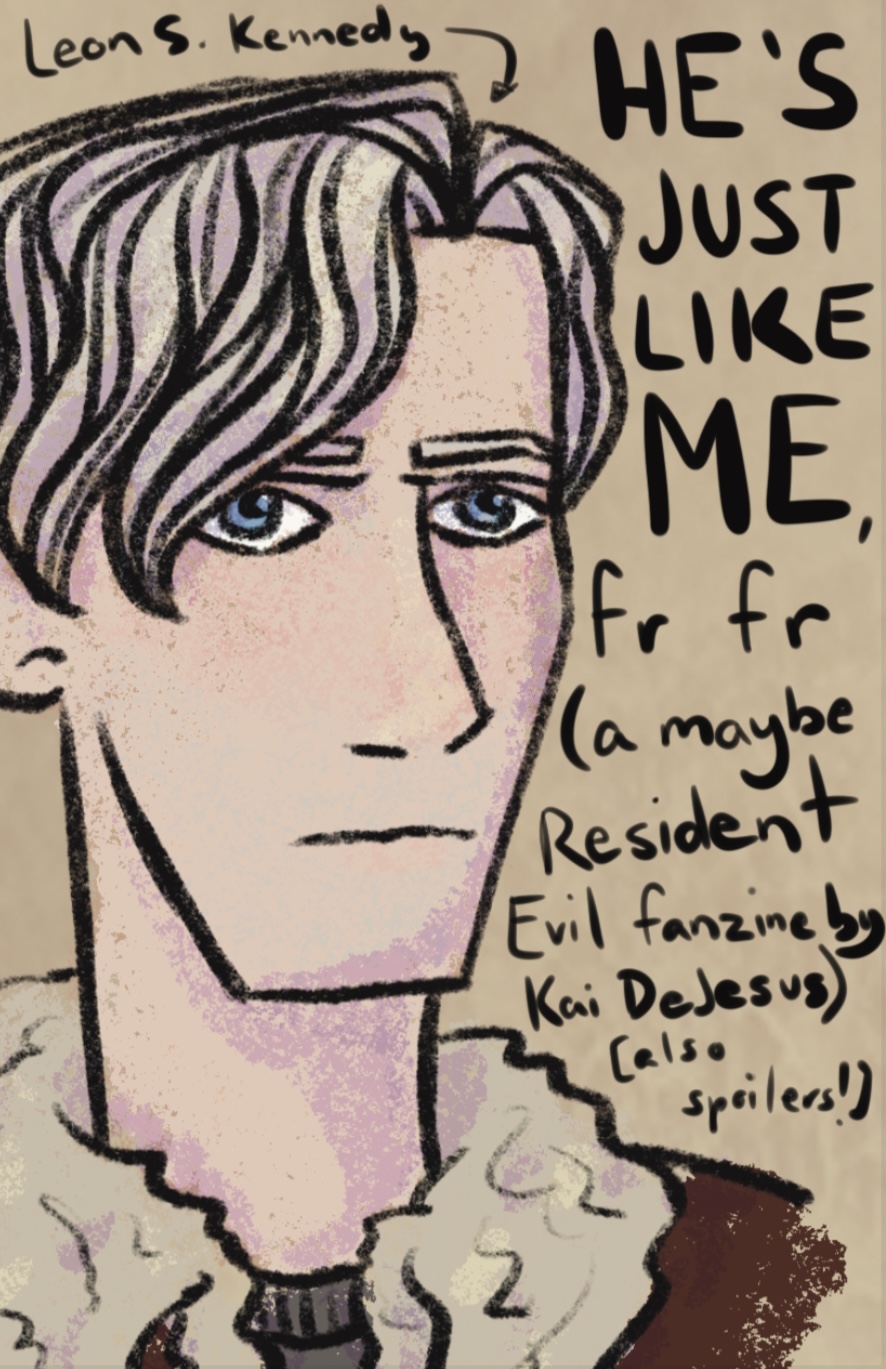 Leon S. Kennedy
HE'S
JUST
LIKE
ME,
fr fr
(a maybe
Resident
Evil fanzine by
Kai DeJesus)
[also
spoilers!]